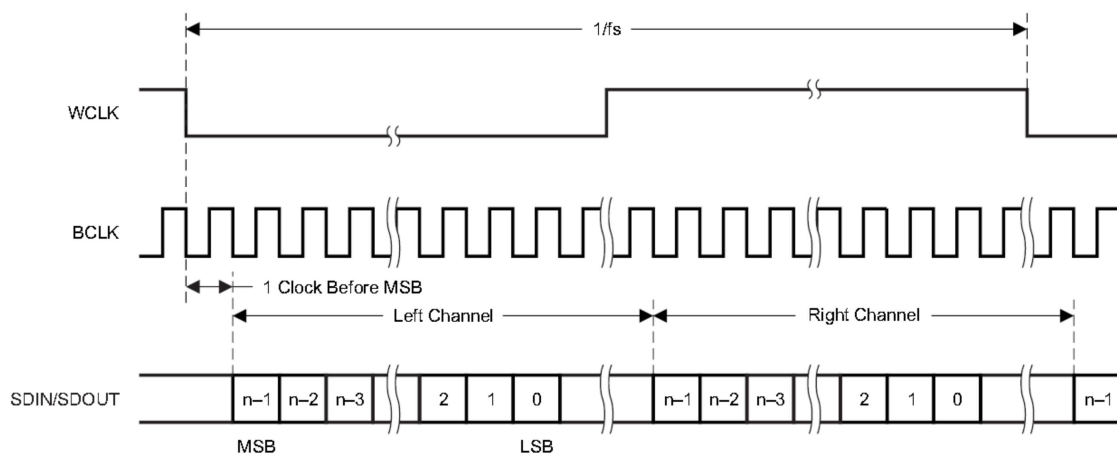 1/fs
WCLK
BCLK
1 Clock Before MSB
Left Channel Right Channel
SDIN/SDOUT n–1 n–2 n–3 2 1 0 n–1 n–2 n–3 2 1 0 n–1
MSB LSB